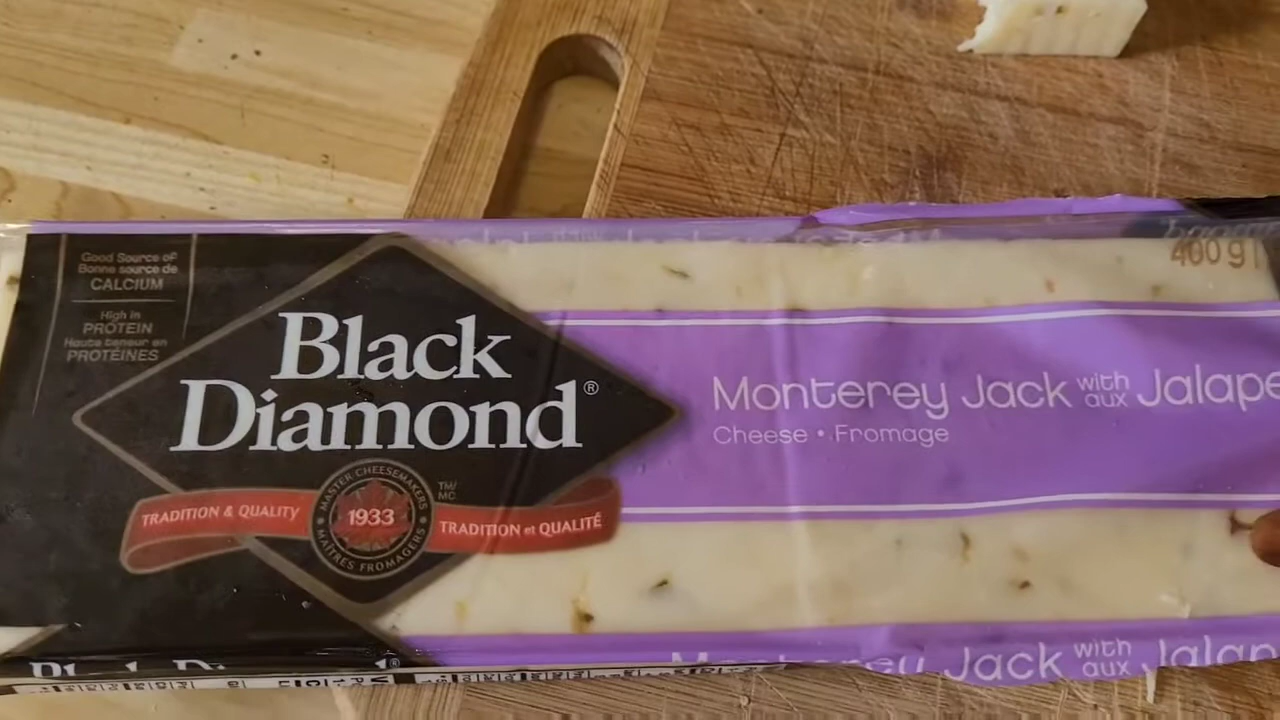 Good Source of
Bonne source de
CALCIUM
High in
PROTEIN
Haute teneur en
PROTÉINES
Black
Diamond®
TM/
MC
MASTER CHEESEMAKERS
TRADITION & QUALITY
1933
TRADITION et QUALITÉ
MAÎTRES FROMAGERS
400 g
Monterey Jack with aux Jalape
Cheese • Fromage
Monterey Jack with aux Jalap